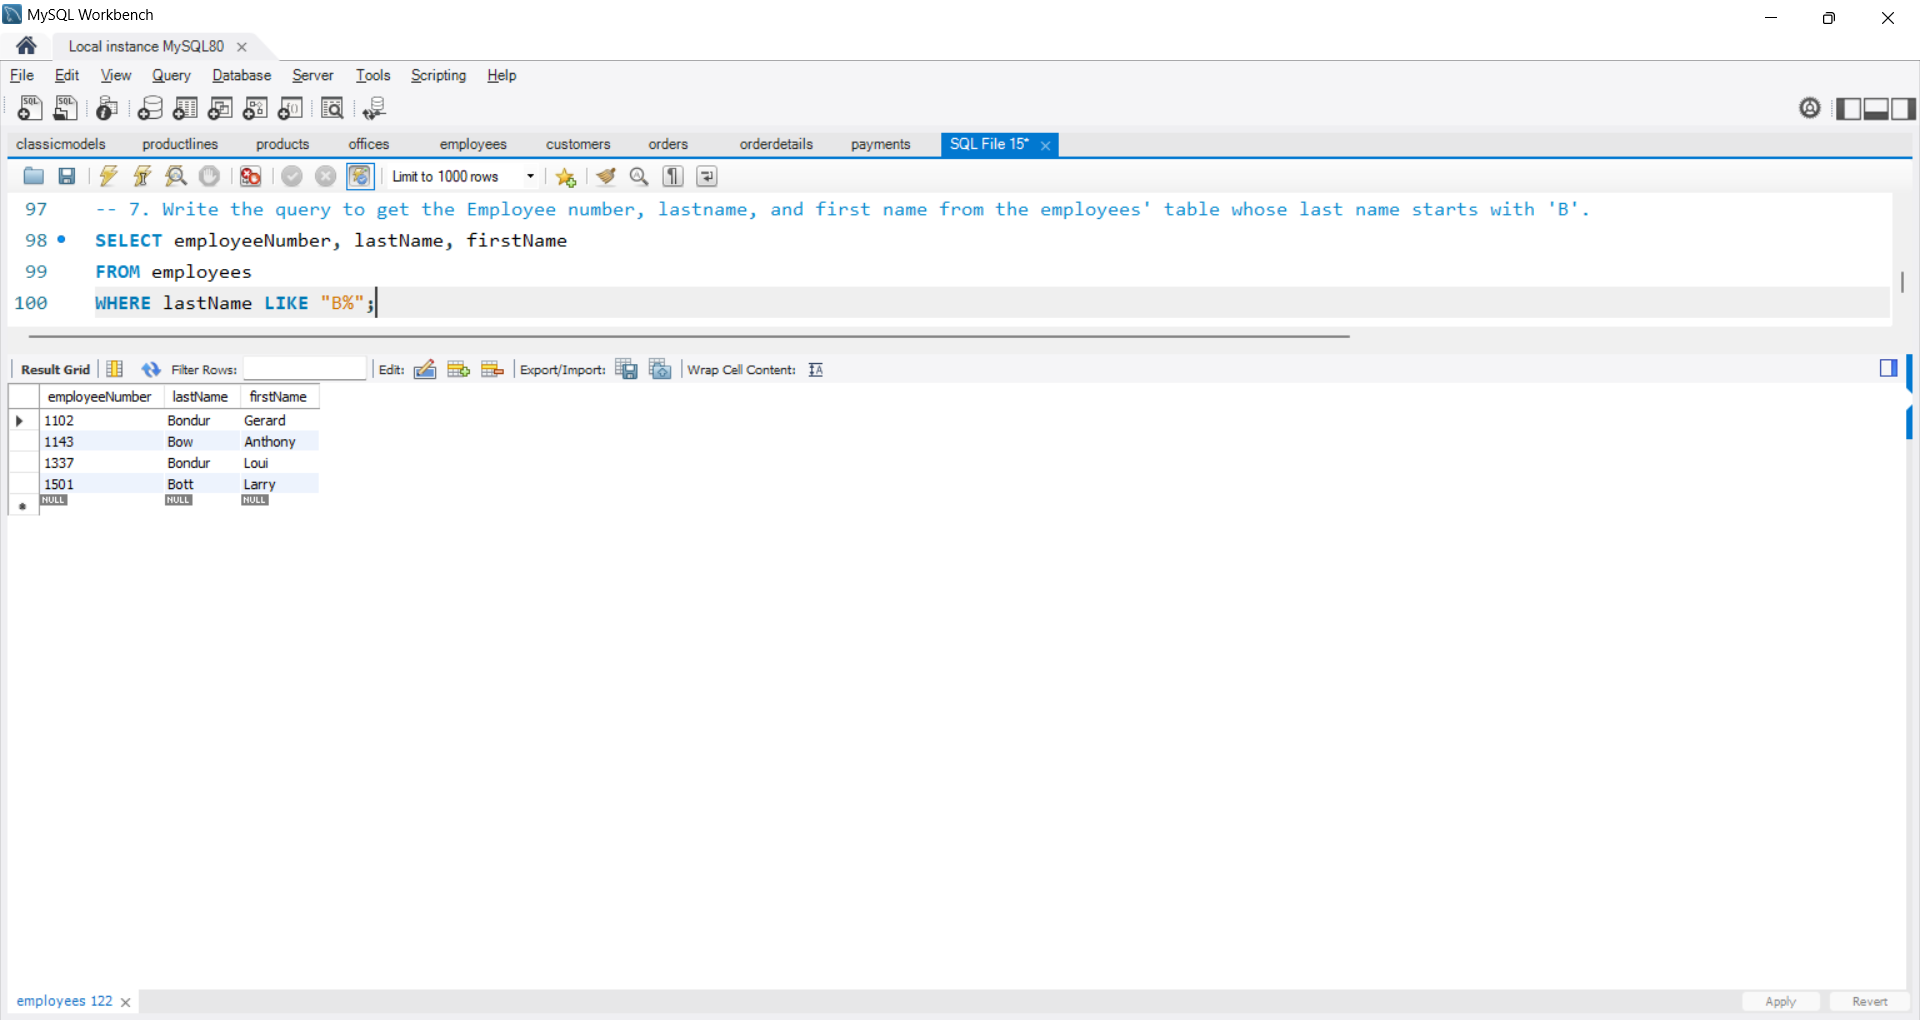 MySQL Workbench
Local instance MySQL80
File Edit View Query Database Server Tools Scripting Help
classicmodels productlines products offices employees customers orders orderdetails payments SQL File 15*
Limit to 1000 rows
97 -- 7. Write the query to get the Employee number, lastname, and first name from the employees' table whose last name starts with 'B'.
98 SELECT employeeNumber, lastName, firstName
99 FROM employees
100 WHERE lastName LIKE "B%";
Result Grid Filter Rows: Edit: Export/Import: Wrap Cell Content:
employeeNumber lastName firstName
1102 Bondur Gerard
1143 Bow Anthony
1337 Bondur Loui
1501 Bott Larry
NULL NULL NULL
employees 122 Apply Revert